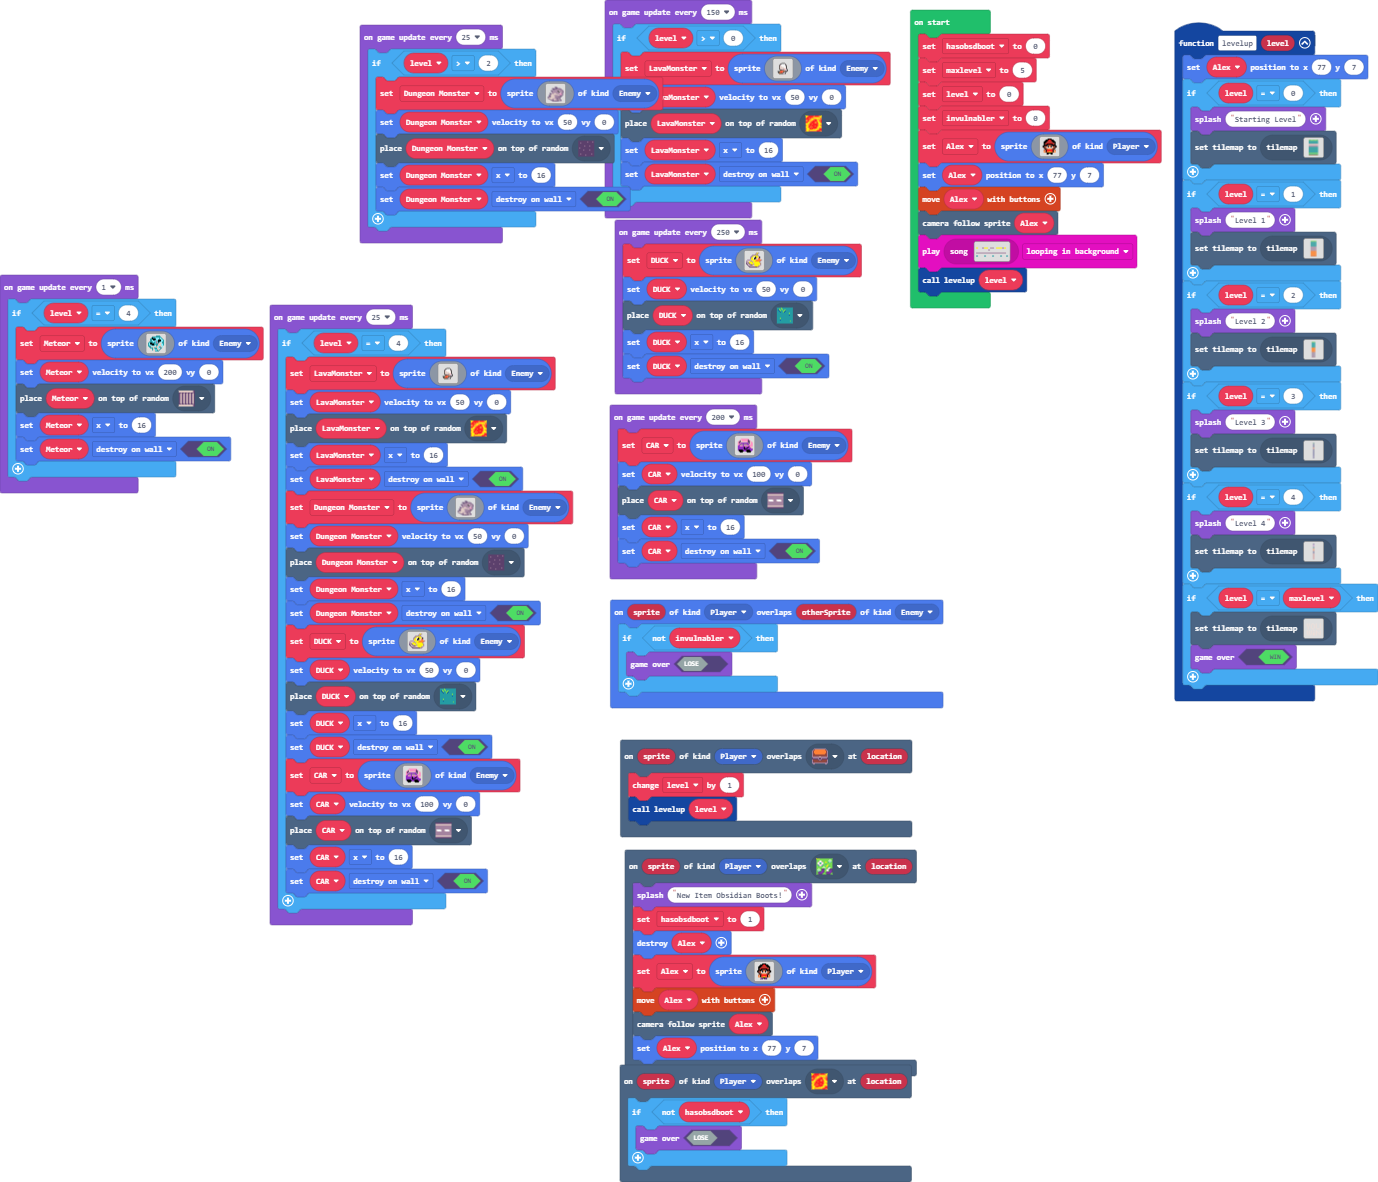 on game update every 25 ms
if level > 2 then
set Dungeon Monster to sprite of kind Enemy
set Dungeon Monster velocity to vx 50 vy 0
place Dungeon Monster on top of random
set Dungeon Monster x to 16
set Dungeon Monster destroy on wall ON
on game update every 150 ms
if level > 0 then
set LavaMonster to sprite of kind Enemy
aMonster velocity to vx 50 vy 0
place LavaMonster on top of random
set LavaMonster x to 16
set LavaMonster destroy on wall ON
on game update every 250 ms
set DUCK to sprite of kind Enemy
set DUCK velocity to vx 50 vy 0
place DUCK on top of random
set DUCK x to 16
set DUCK destroy on wall ON
on game update every 1 ms
if level = 4 then
set Meteor to sprite of kind Enemy
set Meteor velocity to vx 200 vy 0
place Meteor on top of random
set Meteor x to 16
set Meteor destroy on wall ON
on game update every 25 ms
if level = 4 then
set LavaMonster to sprite of kind Enemy
set LavaMonster velocity to vx 50 vy 0
place LavaMonster on top of random
set LavaMonster x to 16
set LavaMonster destroy on wall ON
set Dungeon Monster to sprite of kind Enemy
set Dungeon Monster velocity to vx 50 vy 0
place Dungeon Monster on top of random
set Dungeon Monster x to 16
set Dungeon Monster destroy on wall ON
set DUCK to sprite of kind Enemy
set DUCK velocity to vx 50 vy 0
place DUCK on top of random
set DUCK x to 16
set DUCK destroy on wall ON
set CAR to sprite of kind Enemy
set CAR velocity to vx 100 vy 0
place CAR on top of random
set CAR x to 16
set CAR destroy on wall ON
on game update every 200 ms
set CAR to sprite of kind Enemy
set CAR velocity to vx 100 vy 0
place CAR on top of random
set CAR x to 16
set CAR destroy on wall ON
on sprite of kind Player overlaps otherSprite of kind Enemy
if not invulnabler then
game over LOSE
on sprite of kind Player overlaps at location
change level by 1
call levelup level
on sprite of kind Player overlaps at location
splash "New Item Obsidian Boots!"
set hasobsdboot to 1
destroy Alex
set Alex to sprite of kind Player
move Alex with buttons
camera follow sprite Alex
set Alex position to x 77 y 7
on sprite of kind Player overlaps at location
if not hasobsdboot then
game over LOSE
on start
set hasobsdboot to 0
set maxlevel to 5
set level to 0
set invulnabler to 0
set Alex to sprite of kind Player
set Alex position to x 77 y 7
move Alex with buttons
camera follow sprite Alex
play song looping in background
call levelup level
function levelup level
set Alex position to x 77 y 7
if level = 0 then
splash "Starting Level"
set tilemap to tilemap
if level = 1 then
splash "Level 1"
set tilemap to tilemap
if level = 2 then
splash "Level 2"
set tilemap to tilemap
if level = 3 then
splash "Level 3"
set tilemap to tilemap
if level = 4 then
splash "Level 4"
set tilemap to tilemap
if level = maxlevel then
set tilemap to tilemap
game over WIN